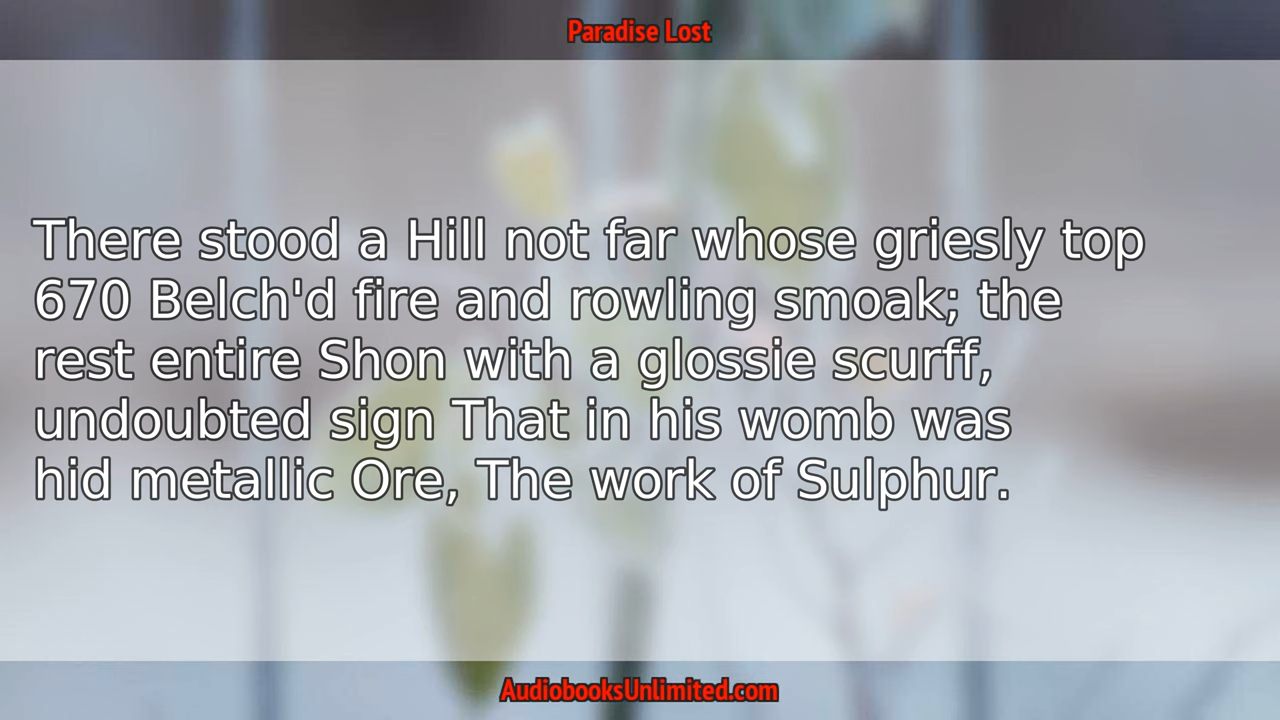 Paradise Lost
There stood a Hill not far whose griesly top
670 Belch'd fire and rowling smoak; the
rest entire Shon with a glossie scurff,
undoubted sign That in his womb was
hid metallic Ore, The work of Sulphur.
AudiobooksUnlimited.com